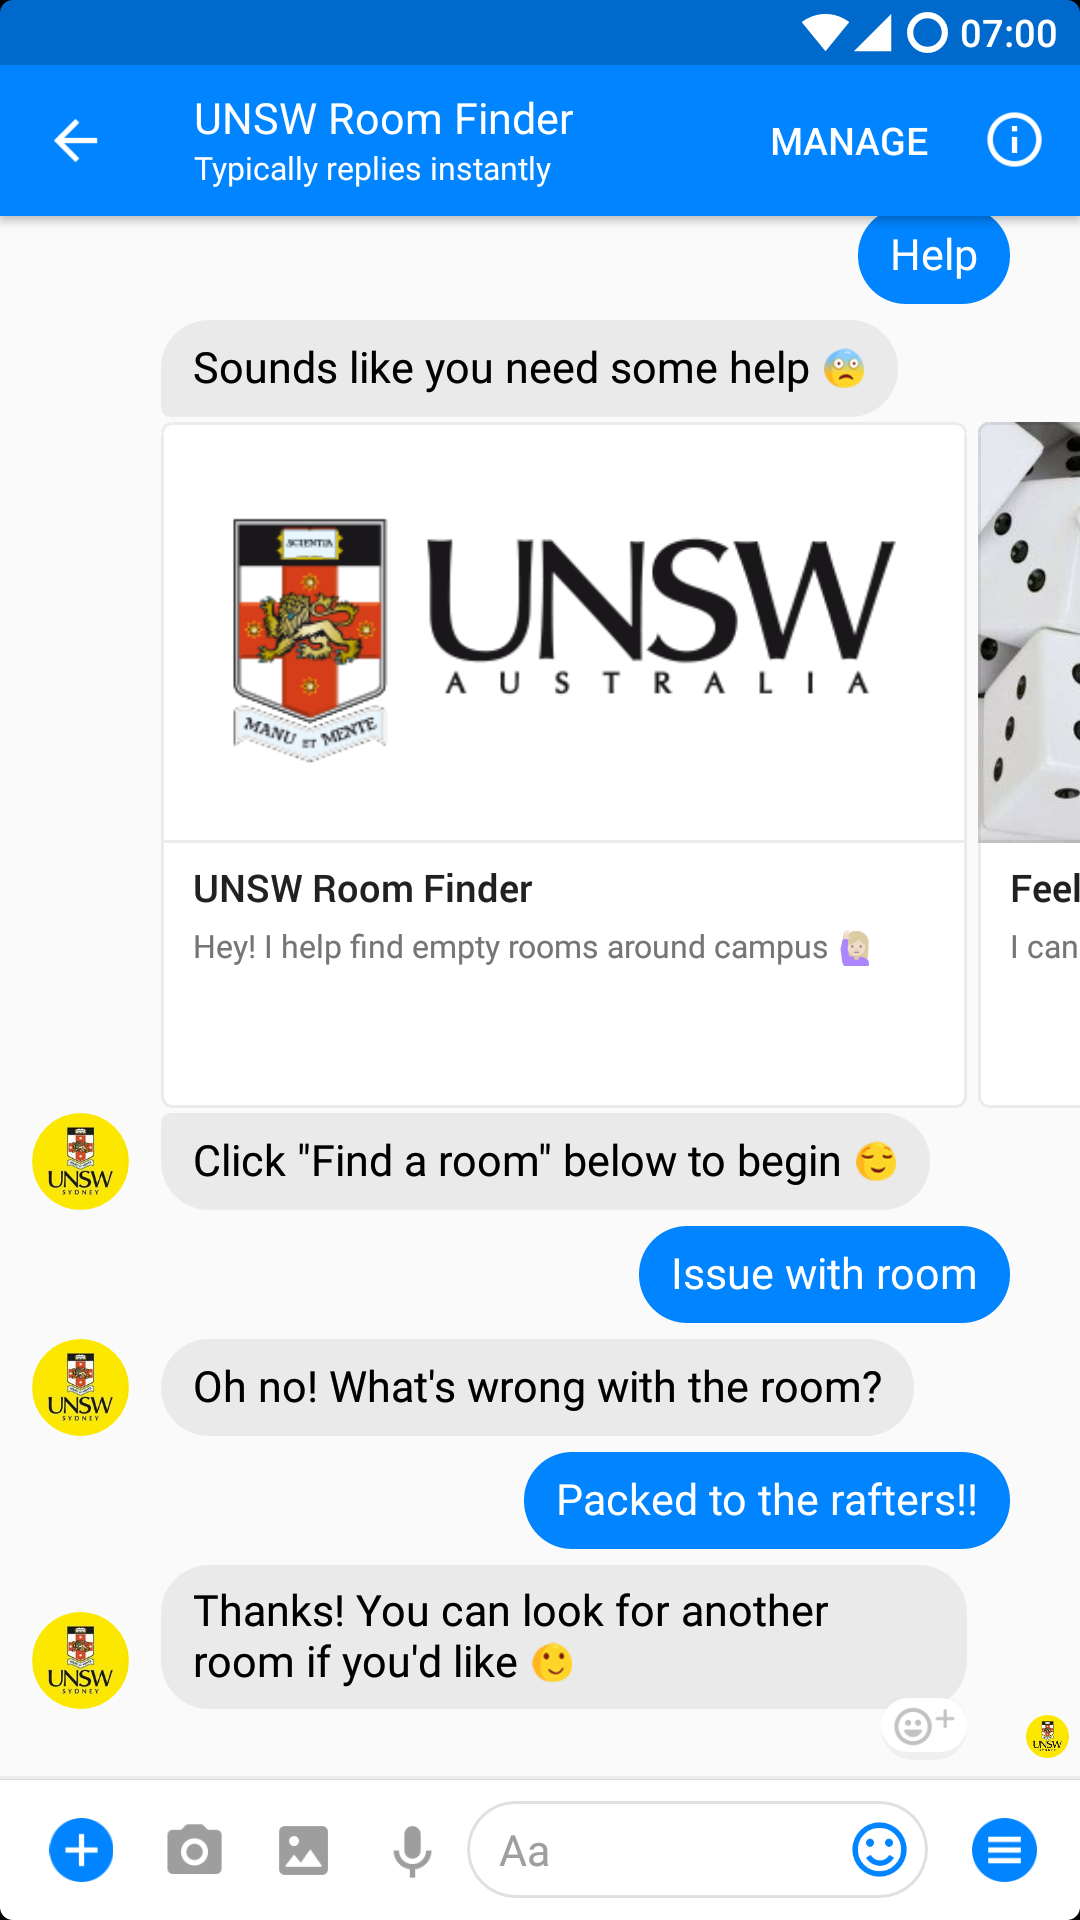 07:00
UNSW Room Finder
Typically replies instantly
MANAGE
Help
Sounds like you need some help
SCIENTIA
UNSW
AUSTRALIA
MANU ET MENTE
UNSW Room Finder
Hey! I help find empty rooms around campus
Feel
I can
UNSW
SYDNEY
Click "Find a room" below to begin
Issue with room
UNSW
SYDNEY
Oh no! What's wrong with the room?
Packed to the rafters!!
Thanks! You can look for another
room if you'd like
UNSW
SYDNEY
UNSW
Aa